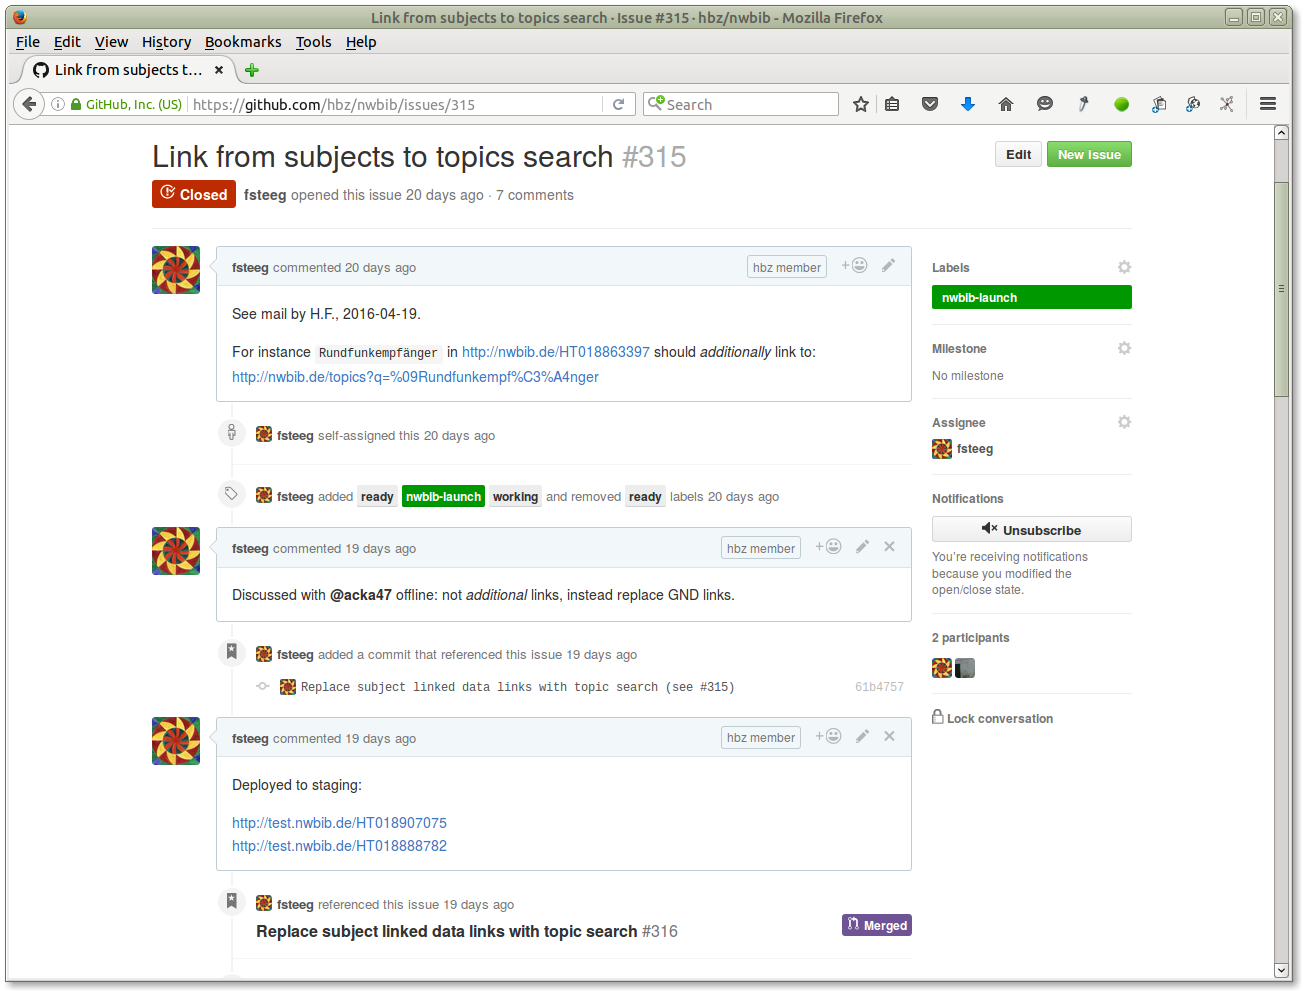 Link from subjects to topics search · Issue #315 · hbz/nwbib - Mozilla Firefox
File Edit View History Bookmarks Tools Help
Link from subjects t...
GitHub, Inc. (US) https://github.com/hbz/nwbib/issues/315 Search
Link from subjects to topics search #315
Edit New issue
Closed fsteeg opened this issue 20 days ago · 7 comments
fsteeg commented 20 days ago hbz member
See mail by H.F., 2016-04-19.
For instance Rundfunkempfänger in http://nwbib.de/HT018863397 should additionally link to:
http://nwbib.de/topics?q=%09Rundfunkempf%C3%A4nger
fsteeg self-assigned this 20 days ago
fsteeg added ready nwbib-launch working and removed ready labels 20 days ago
fsteeg commented 19 days ago hbz member
Discussed with @acka47 offline: not additional links, instead replace GND links.
fsteeg added a commit that referenced this issue 19 days ago
Replace subject linked data links with topic search (see #315) 61b4757
fsteeg commented 19 days ago hbz member
Deployed to staging:
http://test.nwbib.de/HT018907075
http://test.nwbib.de/HT018888782
fsteeg referenced this issue 19 days ago
Replace subject linked data links with topic search #316
Merged
Labels
nwbib-launch
Milestone
No milestone
Assignee
fsteeg
Notifications
Unsubscribe
You're receiving notifications
because you modified the
open/close state.
2 participants
Lock conversation